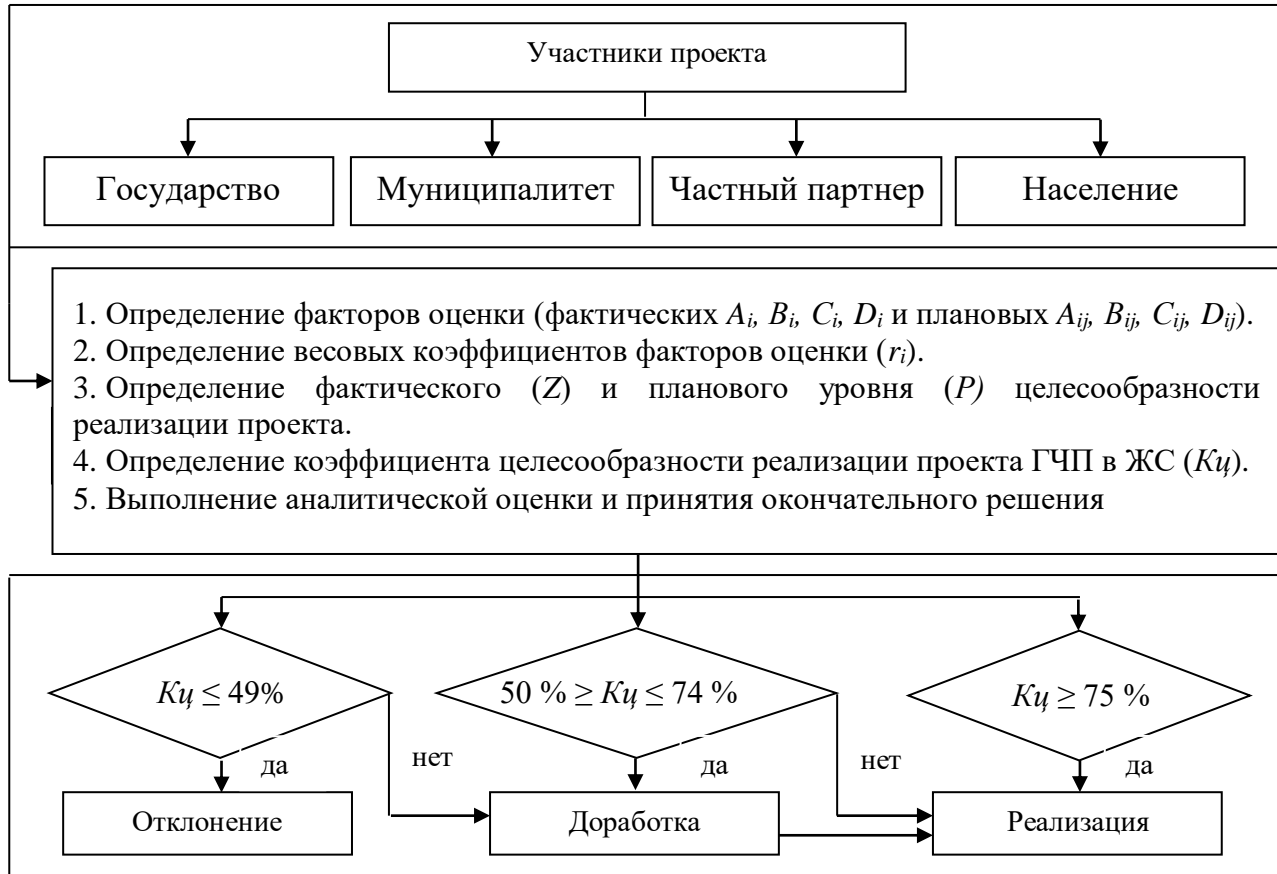 Участники проекта
Государство
Муниципалитет
Частный партнер
Население
1. Определение факторов оценки (фактических Ai, Bi, Ci, Di и плановых Aij, Bij, Cij, Dij).
2. Определение весовых коэффициентов факторов оценки (ri).
3. Определение фактического (Z) и планового уровня (P) целесообразности
реализации проекта.
4. Определение коэффициента целесообразности реализации проекта ГЧП в ЖС (Кц).
5. Выполнение аналитической оценки и принятия окончательного решения
Кц ≤ 49%
50 % ≥ Кц ≤ 74 %
Кц ≥ 75 %
да
нет
да
нет
да
Отклонение
Доработка
Реализация